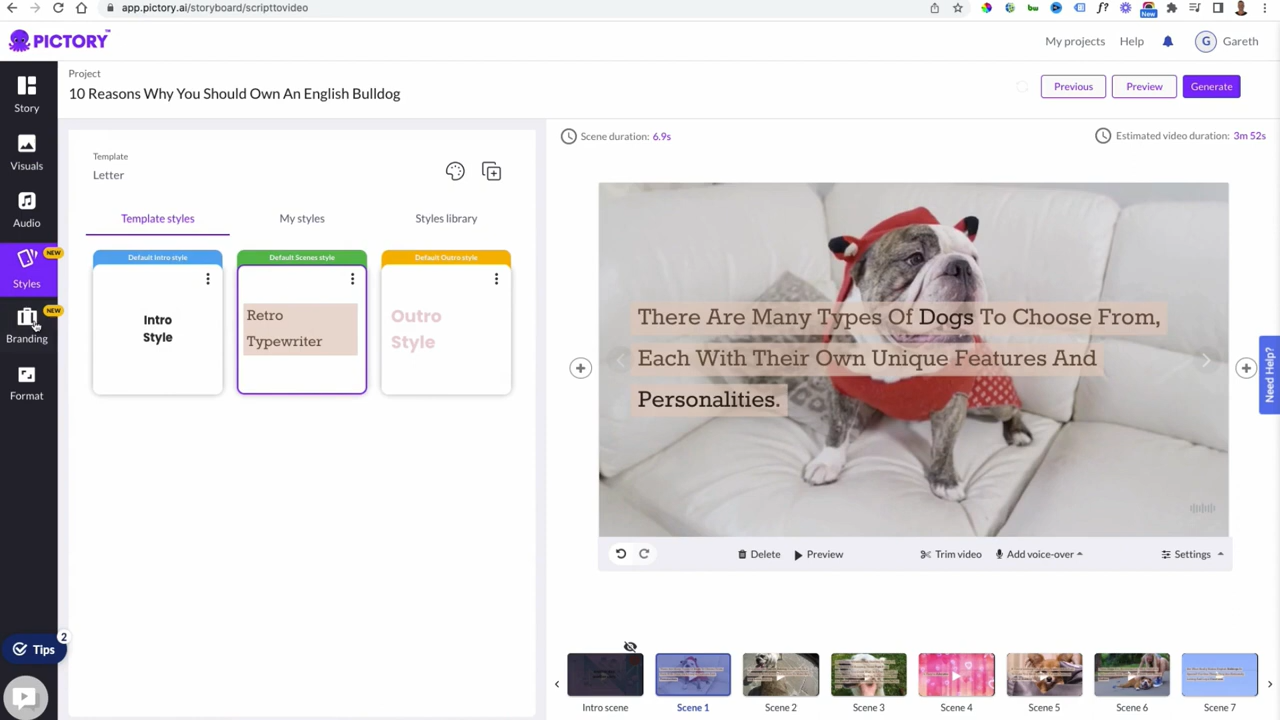 app.pictory.ai/storyboard/scripttovideo
New
PICTORY
My projects
Help
G
Gareth
Story
Visuals
Audio
NEW
Styles
NEW
Branding
Format
2
Tips
Project
10 Reasons Why You Should Own An English Bulldog
Previous
Preview
Generate
Template
Letter
Template styles
My styles
Styles library
Default Intro style
Intro
Style
Default Scenes style
Retro
Typewriter
Default Outro style
Outro
Style
Scene duration: 6.9s
Estimated video duration: 3m 52s
There Are Many Types Of Dogs To Choose From,
Each With Their Own Unique Features And
Personalities.
Need Help?
Delete
Preview
Trim video
Add voice-over
Settings
Intro scene
Scene 1
Scene 2
Scene 3
Scene 4
Scene 5
Scene 6
Scene 7